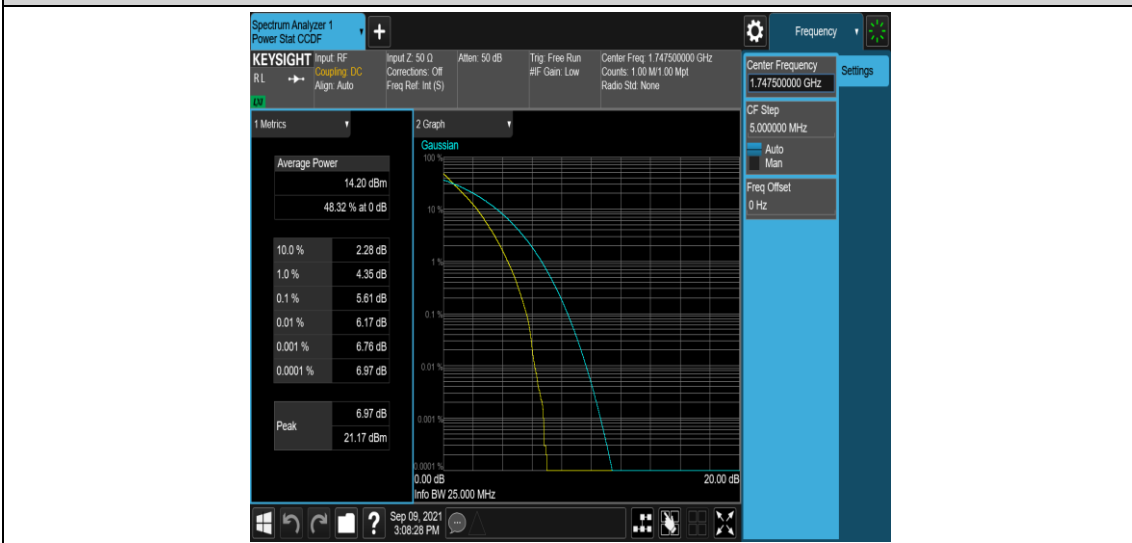 Spectrum Analyzer 1
Power Stat CCDF
+
Frequency
KEYSIGHT
RL
LV
Input: RF
Coupling: DC
Align: Auto
Input Z: 50 Ω
Corrections: Off
Freq Ref: Int (S)
Atten: 50 dB
Trig: Free Run
#IF Gain: Low
Center Freq: 1.747500000 GHz
Counts: 1.00 M/1.00 Mpt
Radio Std: None
Center Frequency
1.747500000 GHz
Settings
CF Step
5.000000 MHz
Auto
Man
Freq Offset
0 Hz
1 Metrics
Average Power
14.20 dBm
48.32 % at 0 dB
10.0 % 2.28 dB
1.0 % 4.35 dB
0.1 % 5.61 dB
0.01 % 6.17 dB
0.001 % 6.76 dB
0.0001 % 6.97 dB
Peak
6.97 dB
21.17 dBm
2 Graph
Gaussian
100 %
10 %
1 %
0.1 %
0.01 %
0.001 %
0.0001 %
0.00 dB 20.00 dB
Info BW 25.000 MHz
?
Sep 09, 2021
3:08:28 PM